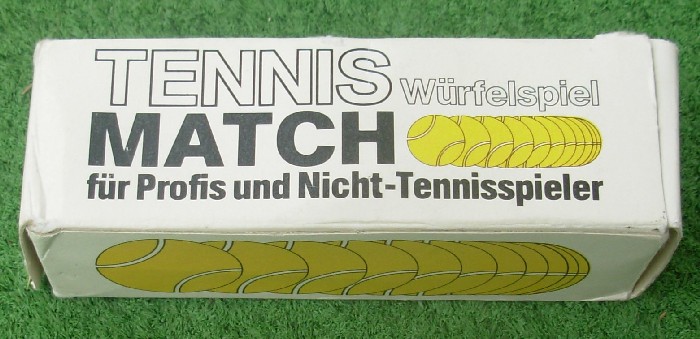 TENNIS Würfelspiel
MATCH
für Profis und Nicht-Tennisspieler